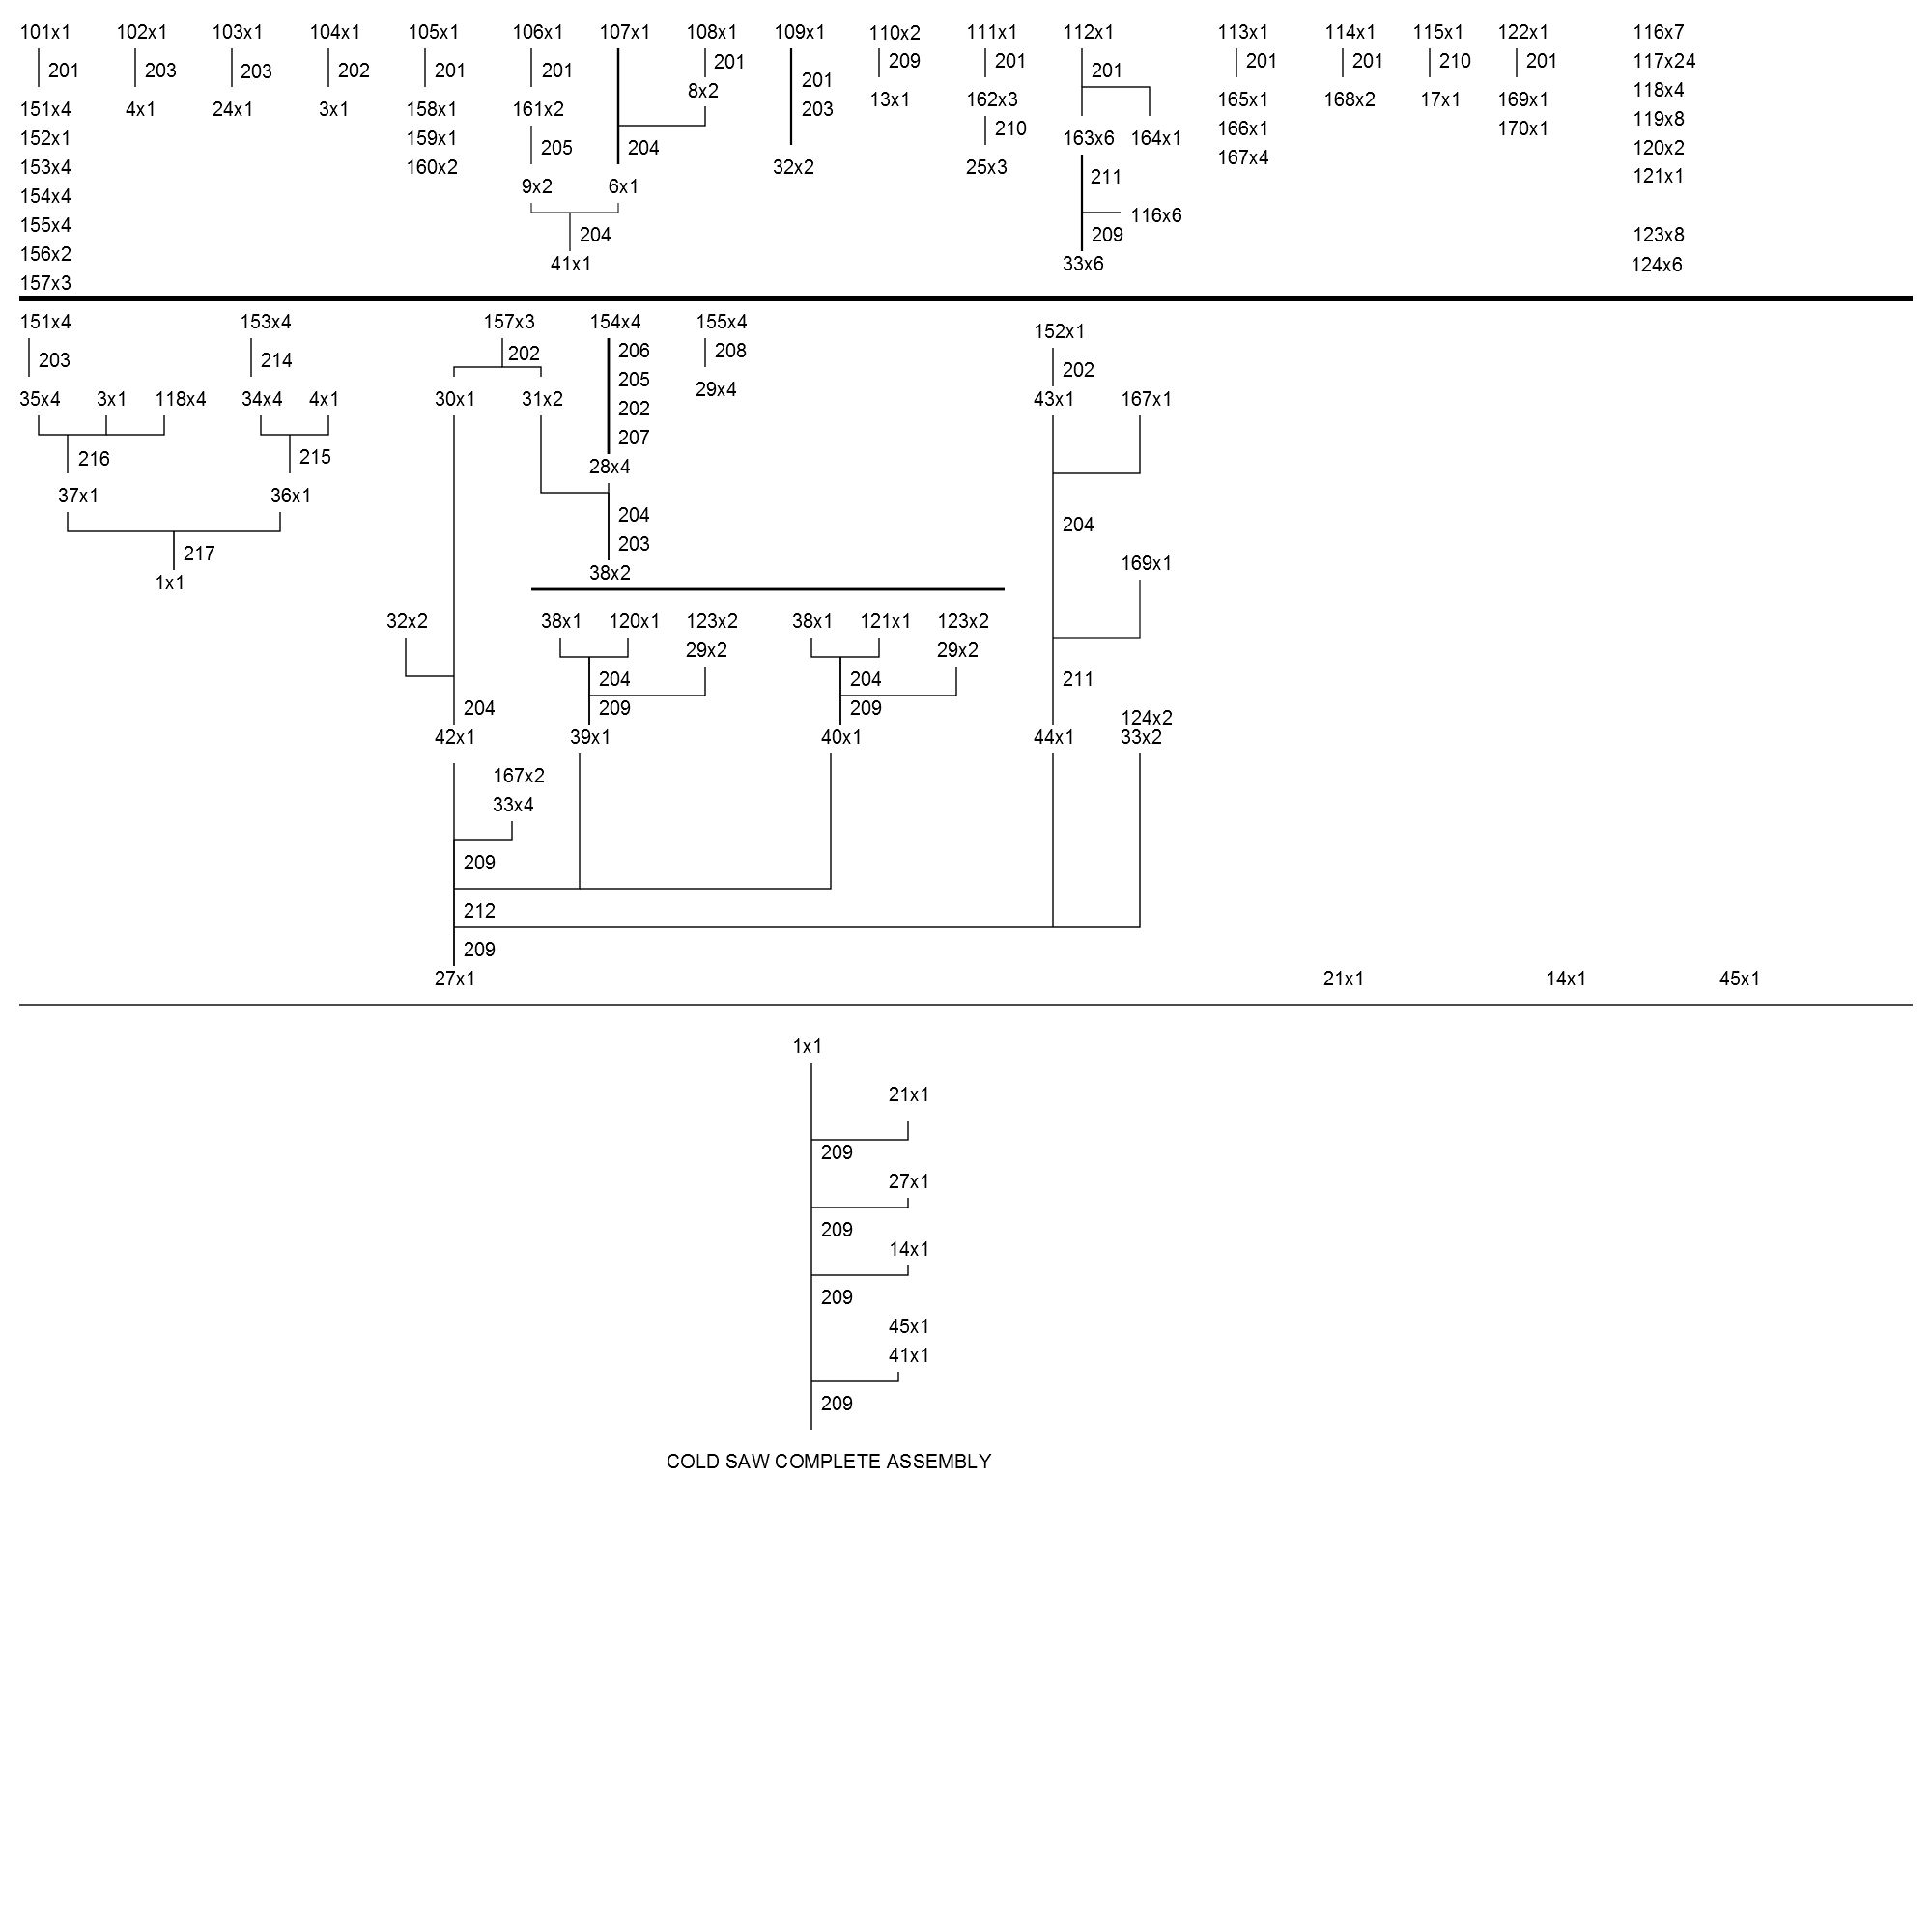 101x1 102x1 103x1 104x1 105x1 106x1 107x1 108x1 109x1 110x2 111x1 112x1 113x1 114x1 115x1 122x1 116x7
201 203 203 202 201 201 201 201 209 201 201 201 201 210 201 117x24
8x2 203 118x4
151x4 4x1 24x1 3x1 158x1 161x2 32x2 13x1 162x3 165x1 168x2 17x1 169x1 119x8
152x1 159x1 205 204 210 163x6 164x1 166x1 170x1 120x2
153x4 160x2 9x2 6x1 25x3 211 167x4 121x1
154x4 204 116x6
155x4 41x1 209 123x8
156x2 33x6 124x6
157x3
151x4 153x4 157x3 154x4 155x4 152x1
203 214 202 206 208 202
35x4 3x1 118x4 34x4 4x1 30x1 31x2 205 29x4 43x1 167x1
202
207
216 215 28x4
37x1 36x1 204 204
217 203 169x1
1x1 38x2
32x2 38x1 120x1 123x2 38x1 121x1 123x2
29x2 29x2
204 204 211
204 209 209 124x2
42x1 39x1 40x1 44x1 33x2
167x2
33x4
209
212
209
27x1 21x1 14x1 45x1
1x1
21x1
209
27x1
209
14x1
209
45x1
41x1
209
COLD SAW COMPLETE ASSEMBLY